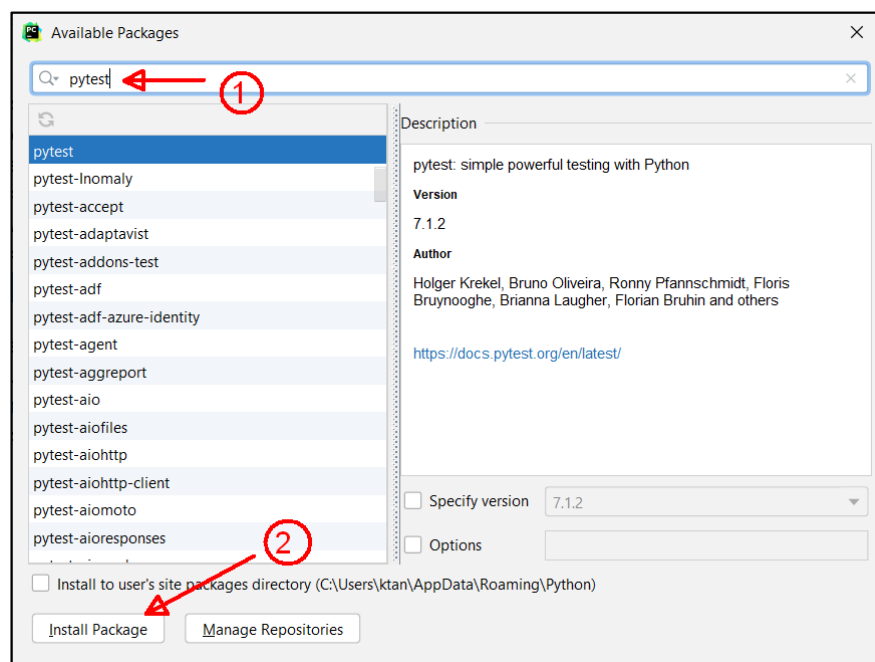 PC Available Packages
pytest
1
pytest
pytest-Inomaly
pytest-accept
pytest-adaptavist
pytest-addons-test
pytest-adf
pytest-adf-azure-identity
pytest-agent
pytest-aggreport
pytest-aio
pytest-aiofiles
pytest-aiohttp
pytest-aiohttp-client
pytest-aiomoto
pytest-aioresponses
Description
pytest: simple powerful testing with Python
Version
7.1.2
Author
Holger Krekel, Bruno Oliveira, Ronny Pfannschmidt, Floris
Bruynooghe, Brianna Laugher, Florian Bruhin and others
https://docs.pytest.org/en/latest/
Specify version 7.1.2
Options
2
Install to user's site packages directory (C:\Users\ktan\AppData\Roaming\Python)
Install Package Manage Repositories